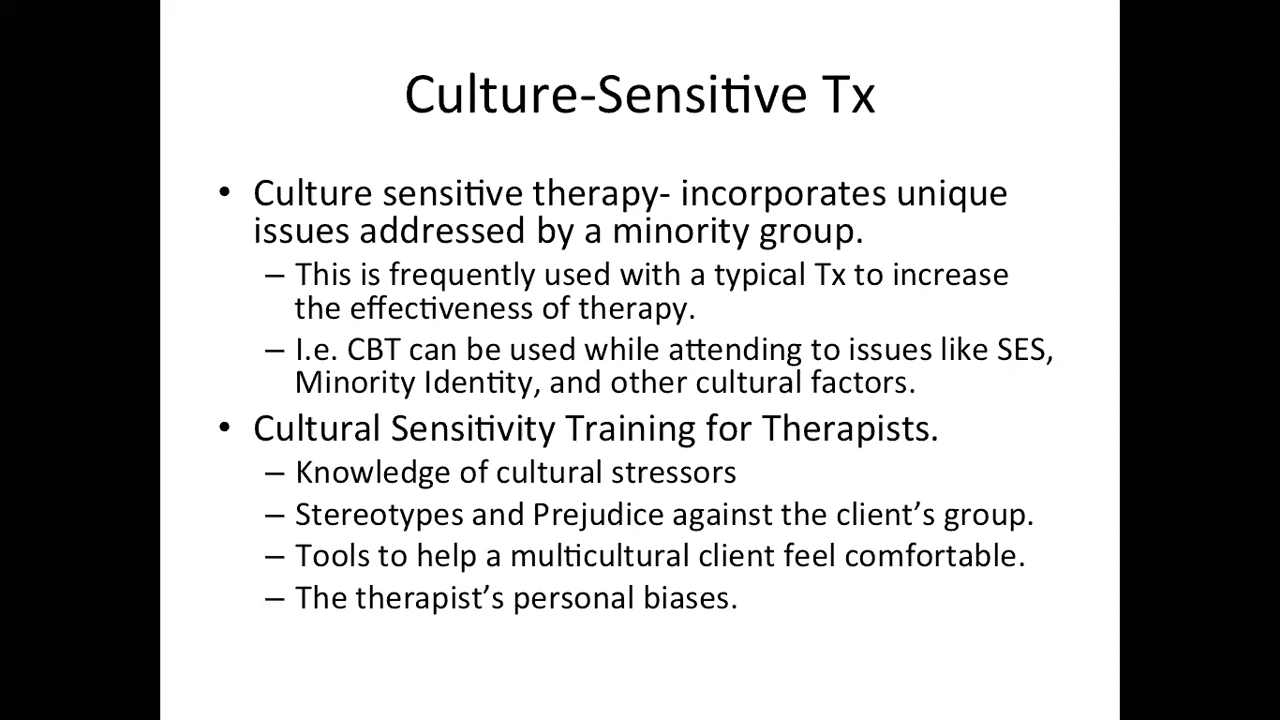 Culture-Sensitive Tx
• Culture sensitive therapy- incorporates unique
issues addressed by a minority group.
– This is frequently used with a typical Tx to increase
the effectiveness of therapy.
– I.e. CBT can be used while attending to issues like SES,
Minority Identity, and other cultural factors.
• Cultural Sensitivity Training for Therapists.
– Knowledge of cultural stressors
– Stereotypes and Prejudice against the client’s group.
– Tools to help a multicultural client feel comfortable.
– The therapist’s personal biases.